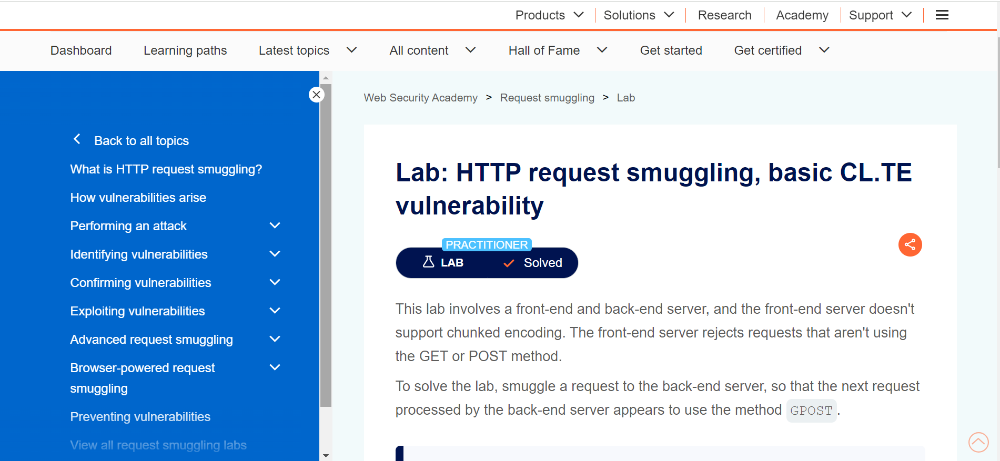 Products Solutions Research Academy Support
Dashboard Learning paths Latest topics All content Hall of Fame Get started Get certified
Back to all topics
What is HTTP request smuggling?
How vulnerabilities arise
Performing an attack
Identifying vulnerabilities
Confirming vulnerabilities
Exploiting vulnerabilities
Advanced request smuggling
Browser-powered request
smuggling
Preventing vulnerabilities
View all request smuggling labs
Web Security Academy > Request smuggling > Lab
Lab: HTTP request smuggling, basic CL.TE
vulnerability
PRACTITIONER
LAB Solved
This lab involves a front-end and back-end server, and the front-end server doesn't
support chunked encoding. The front-end server rejects requests that aren't using
the GET or POST method.
To solve the lab, smuggle a request to the back-end server, so that the next request
processed by the back-end server appears to use the method GPOST.